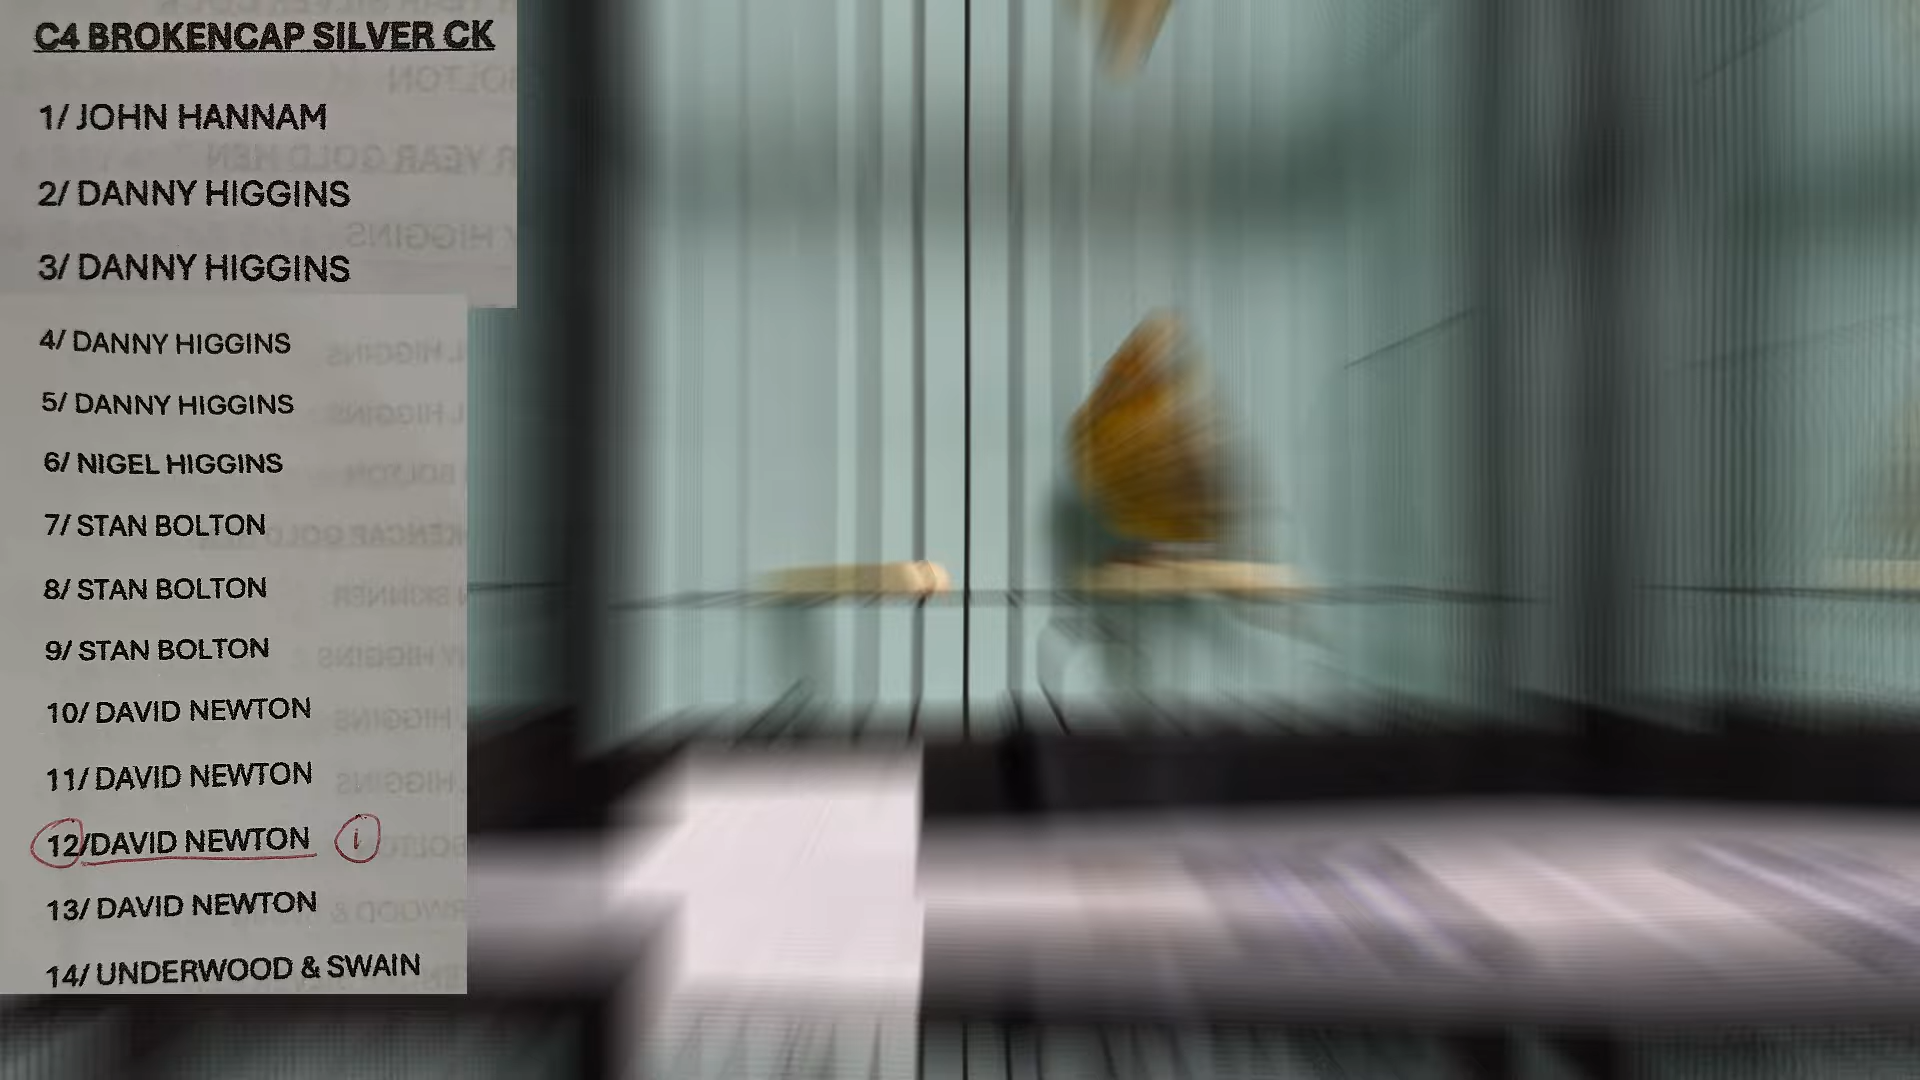 C4 BROKENCAP SILVER CK
1/ JOHN HANNAM
2/ DANNY HIGGINS
3/ DANNY HIGGINS
4/ DANNY HIGGINS
5/ DANNY HIGGINS
6/ NIGEL HIGGINS
7/ STAN BOLTON
8/ STAN BOLTON
9/ STAN BOLTON
10/ DAVID NEWTON
11/ DAVID NEWTON
12/DAVID NEWTON 1
13/ DAVID NEWTON
14/ UNDERWOOD & SWAIN